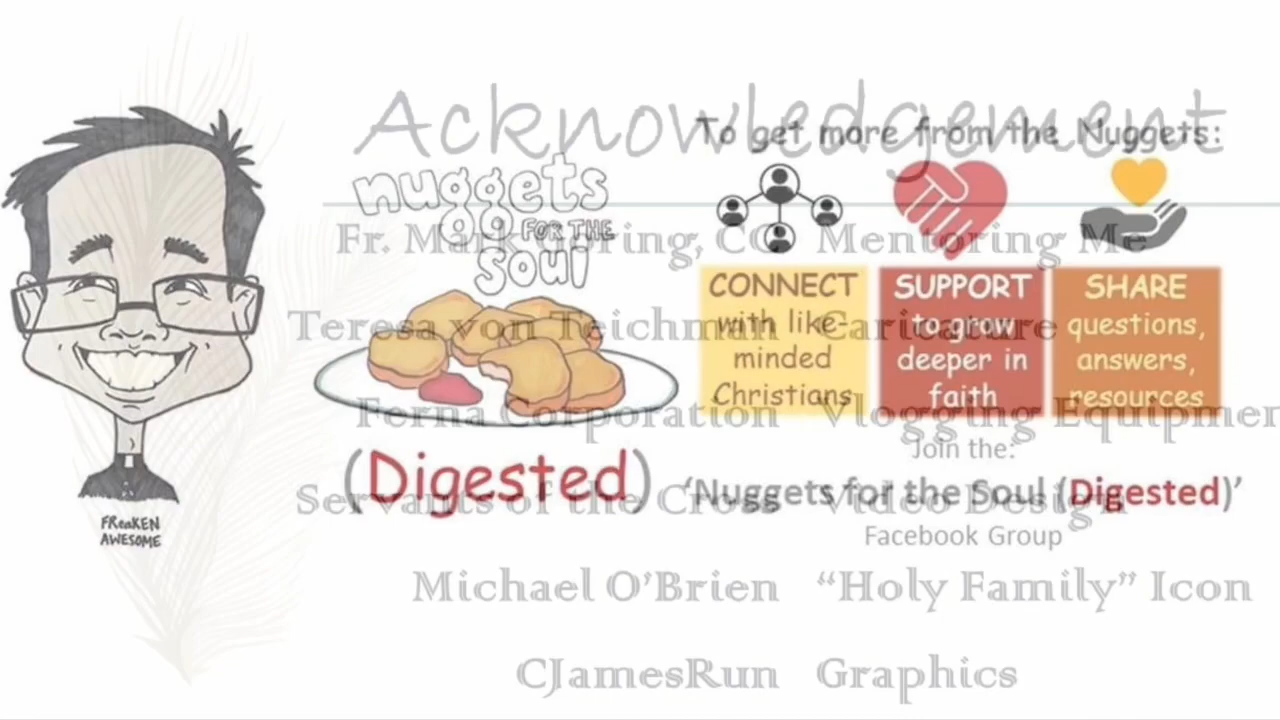 Acknowledgement
To get more from the Nuggets:
nuggets
FOR THE
soul
Fr. Mark Goring, CC Mentoring Me
CONNECT
with like-
minded
Christians
SUPPORT
to grow
deeper in
faith
SHARE
questions,
answers,
resources
Teresa von Teichman Caricature
Ferna Corporation Vlogging Equipmen
Join the:
(Digested)
'Nuggets for the Soul (Digested)'
Servants of the Cross Video Design
Facebook Group
FReaKEN
AWESOME
Michael O'Brien "Holy Family" Icon
CJamesRun Graphics